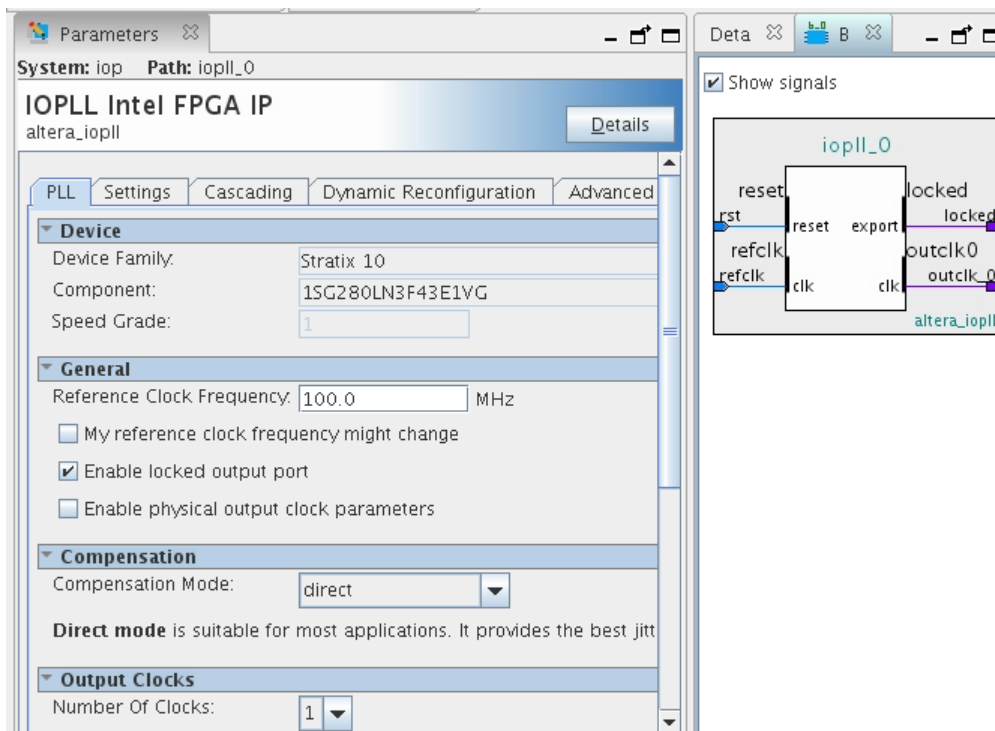 Parameters
System: iop Path: iopll_0
IOPLL Intel FPGA IP
altera_iopll
Details
PLL Settings Cascading Dynamic Reconfiguration Advanced
Device
Device Family: Stratix 10
Component: 1SG280LN3F43E1VG
Speed Grade: 1
General
Reference Clock Frequency: 100.0 MHz
My reference clock frequency might change
Enable locked output port
Enable physical output clock parameters
Compensation
Compensation Mode: direct
Direct mode is suitable for most applications. It provides the best jitt
Output Clocks
Number Of Clocks: 1
Deta B
Show signals
iopll_0
reset locked
rst locked
reset export
refclk outclk0
refclk outclk_0
clk clk
altera_iopll